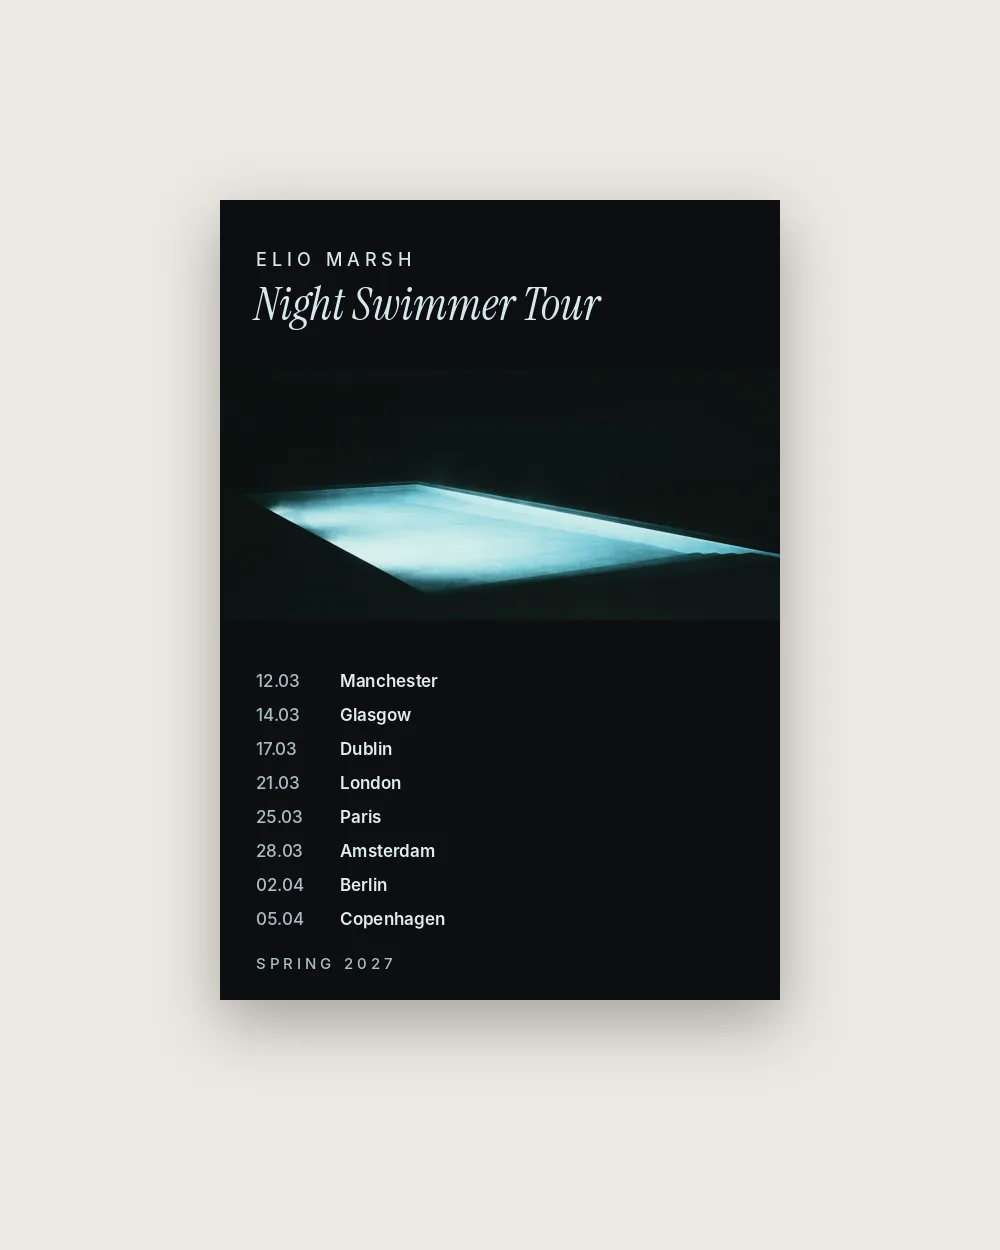 ELIO MARSH
Night Swimmer Tour
12.03 Manchester
14.03 Glasgow
17.03 Dublin
21.03 London
25.03 Paris
28.03 Amsterdam
02.04 Berlin
05.04 Copenhagen
SPRING 2027